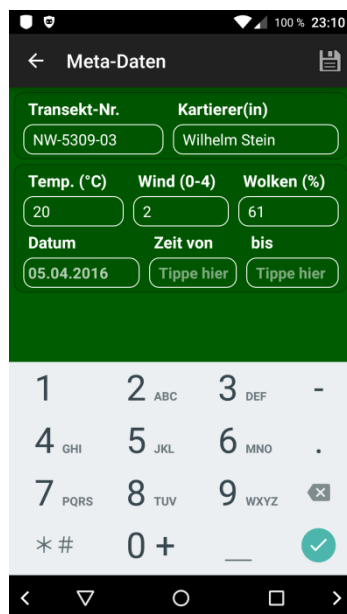 100 % 23:10
Meta-Daten
Transekt-Nr. Kartierer(in)
NW-5309-03 Wilhelm Stein
Temp. (°C) Wind (0-4) Wolken (%)
20 2 61
Datum Zeit von bis
05.04.2016 Tippe hier Tippe hier
1 2 ABC 3 DEF -
4 GHI 5 JKL 6 MNO .
7 PQRS 8 TUV 9 WXYZ
*# 0 + _